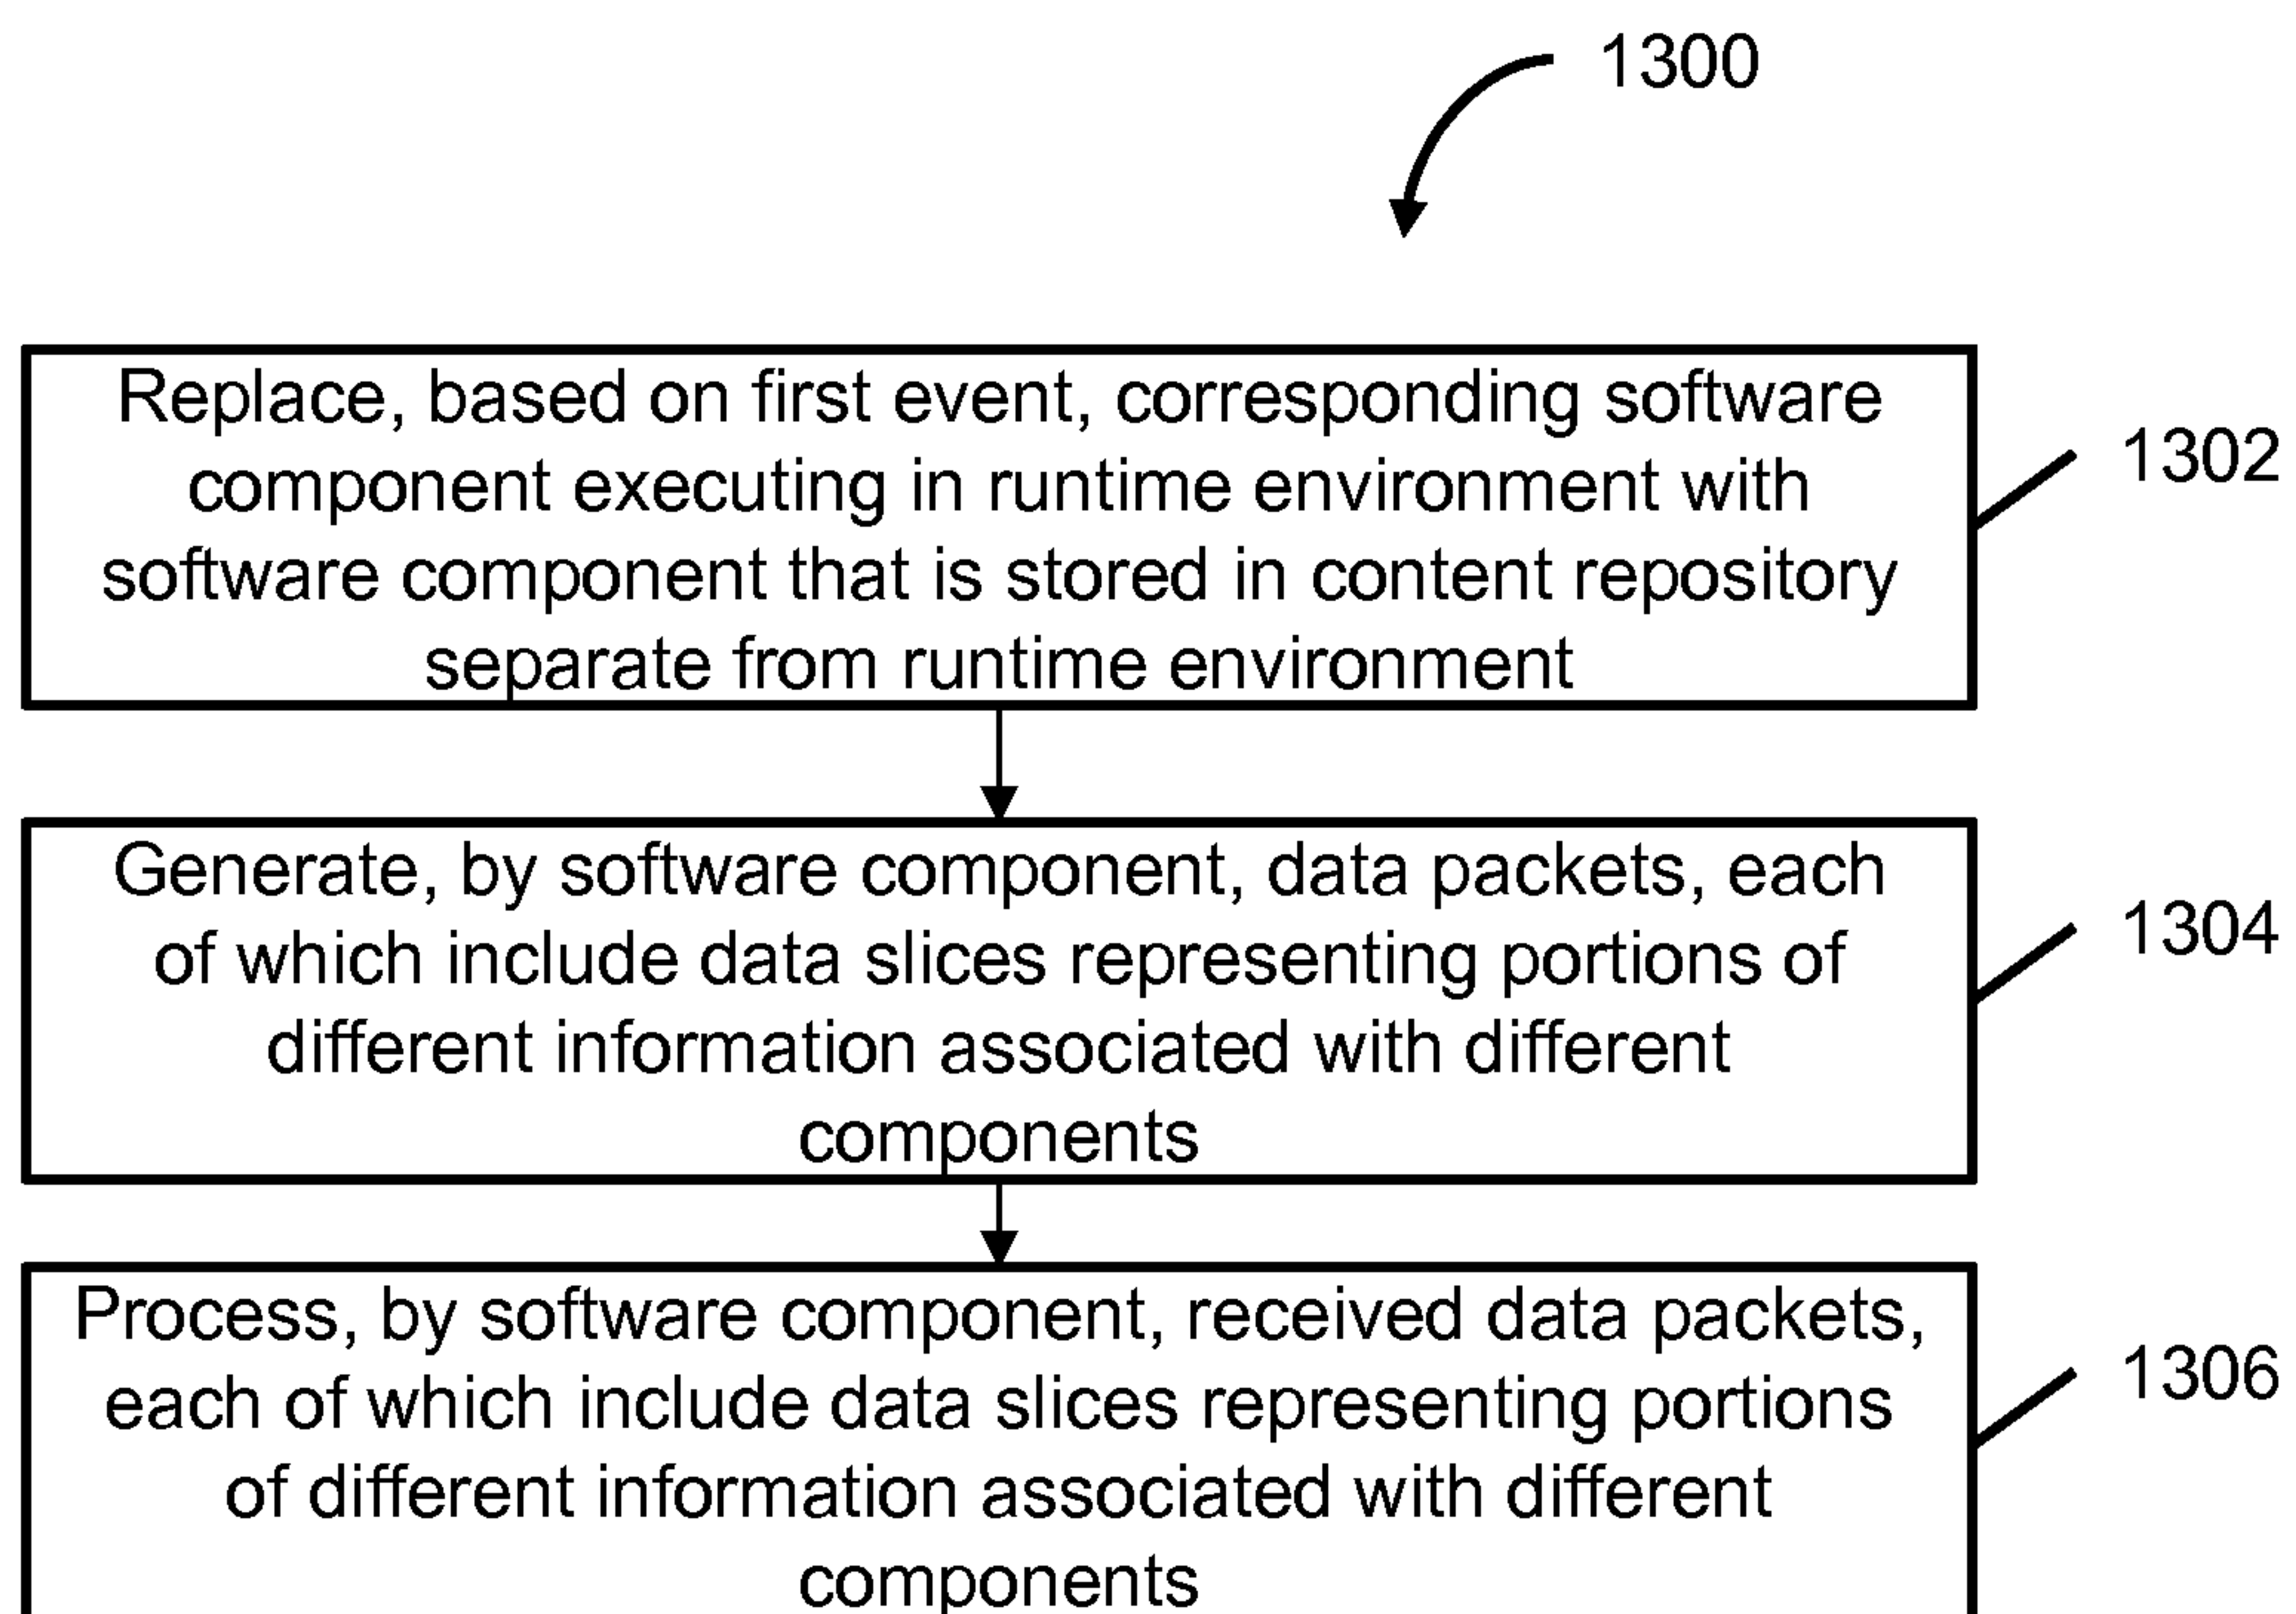 1300
Replace, based on first event, corresponding software
component executing in runtime environment with
software component that is stored in content repository
separate from runtime environment
1302
Generate, by software component, data packets, each
of which include data slices representing portions of
different information associated with different
components
1304
Process, by software component, received data packets,
each of which include data slices representing portions
of different information associated with different
components
1306